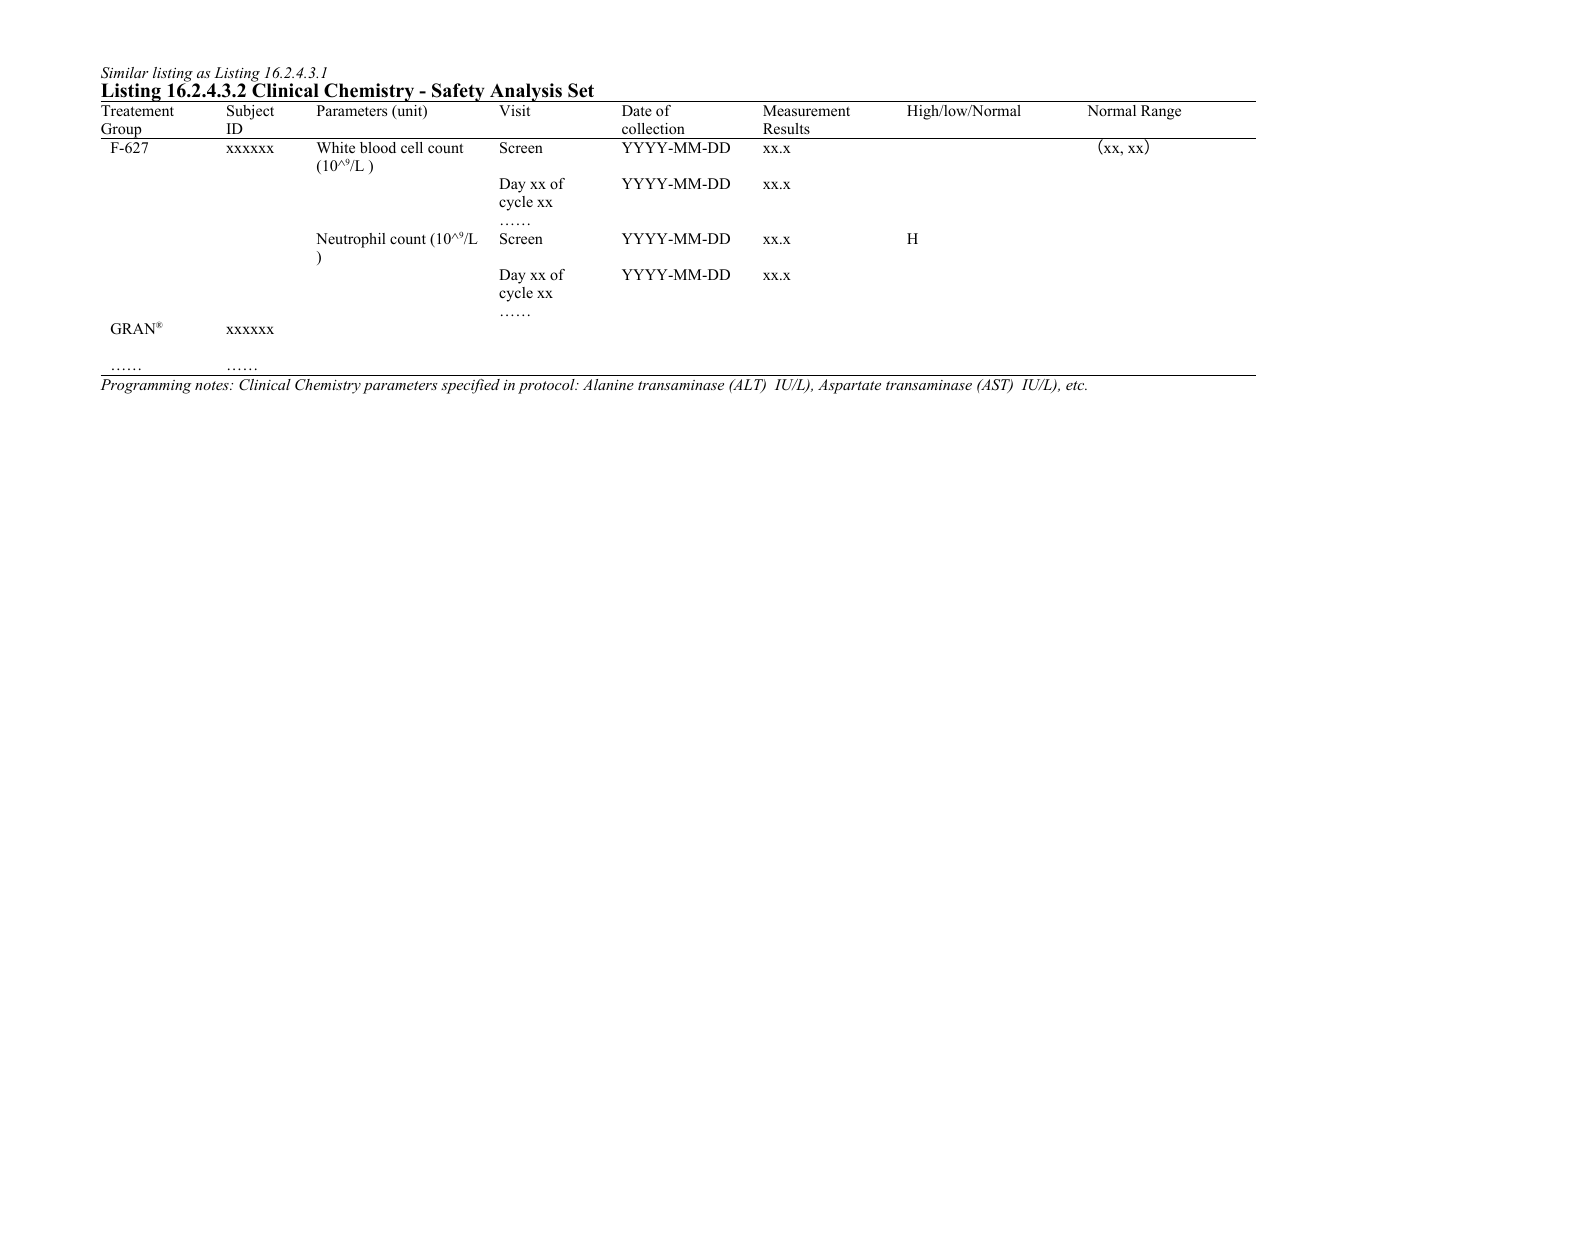 Similar listing as Listing 16.2.4.3.1
Listing 16.2.4.3.2 Clinical Chemistry - Safety Analysis Set
Treatement Subject Parameters (unit) Visit Date of Measurement High/low/Normal Normal Range
Group ID collection Results
F-627 xxxxxx White blood cell count Screen YYYY-MM-DD xx.x （xx, xx）
(10^9/L )
Day xx of YYYY-MM-DD xx.x
cycle xx
……
Neutrophil count (10^9/L Screen YYYY-MM-DD xx.x H
)
Day xx of YYYY-MM-DD xx.x
cycle xx
……
GRAN® xxxxxx
…… ……
Programming notes: Clinical Chemistry parameters specified in protocol: Alanine transaminase (ALT)  IU/L), Aspartate transaminase (AST)  IU/L), etc.